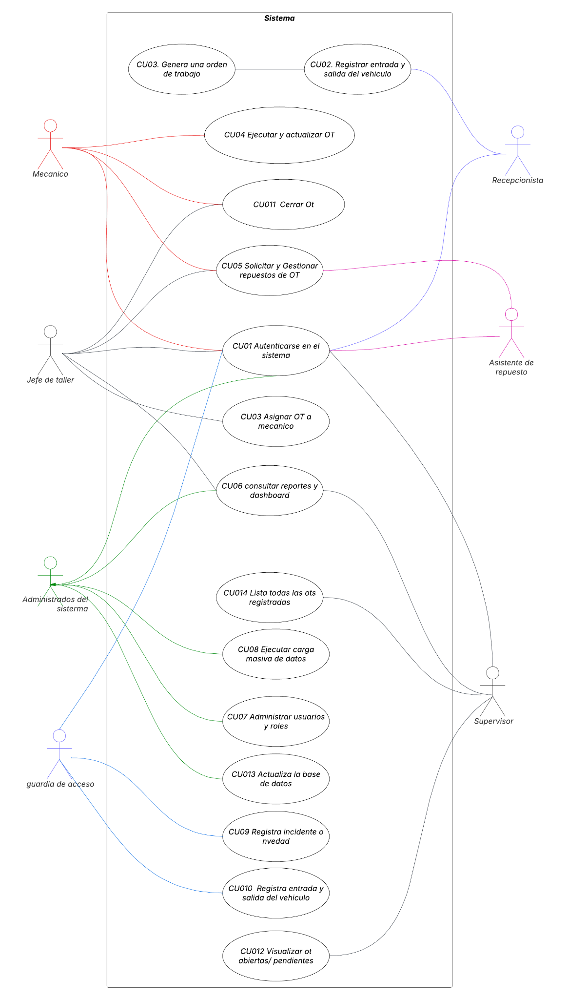 Sistema
CU03. Genera una orden
de trabajo
CU02. Registrar entrada y
salida del vehiculo
CU04 Ejecutar y actualizar OT
Mecanico
Recepcionista
CU011  Cerrar Ot
CU05 Solicitar y Gestionar
repuestos de OT
CU01 Autenticarse en el
sistema
Jefe de taller
Asistente de
repuesto
CU03 Asignar OT a
mecanico
CU06 consultar reportes y
dashboard
Administrados del
sisterma
CU014 Lista todas las ots
registradas
CU08 Ejecutar carga
masiva de datos
CU07 Administrar usuarios
y roles
Supervisor
CU013 Actualiza la base
de datos
guardia de acceso
CU09 Registra incidente o
nvedad
CU010  Registra entrada y
salida del vehiculo
CU012 Visualizar ot
abiertas/ pendientes